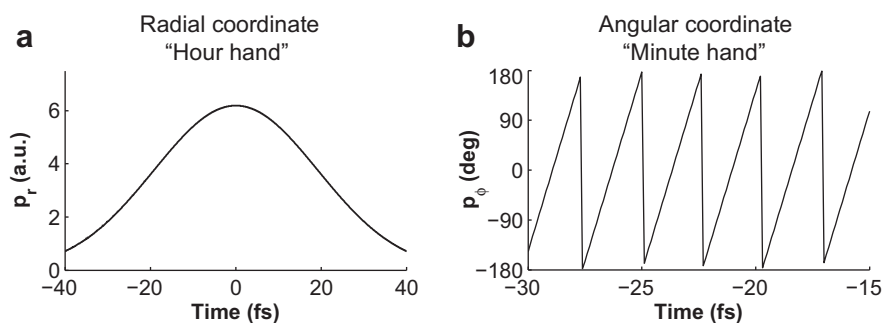 a
Radial coordinate
“Hour hand”
p_r (a.u.)
6
4
2
0
−40
−20
0
20
40
Time (fs)
b
Angular coordinate
“Minute hand”
p_ϕ (deg)
180
90
0
−90
−180
−30
−25
−20
−15
Time (fs)